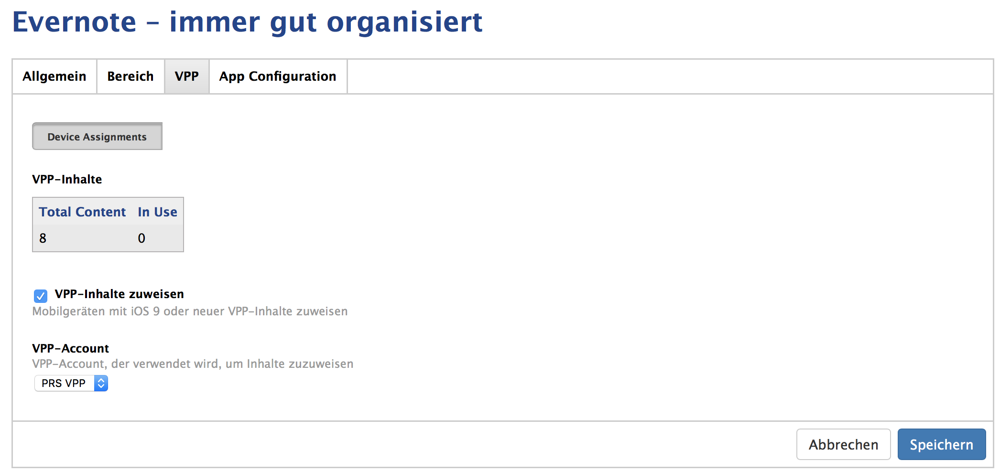 Evernote – immer gut organisiert
Allgemein Bereich VPP App Configuration
Device Assignments
VPP-Inhalte
Total Content In Use
8 0
VPP-Inhalte zuweisen
Mobilgeräten mit iOS 9 oder neuer VPP-Inhalte zuweisen
VPP-Account
VPP-Account, der verwendet wird, um Inhalte zuzuweisen
PRS VPP
Abbrechen Speichern